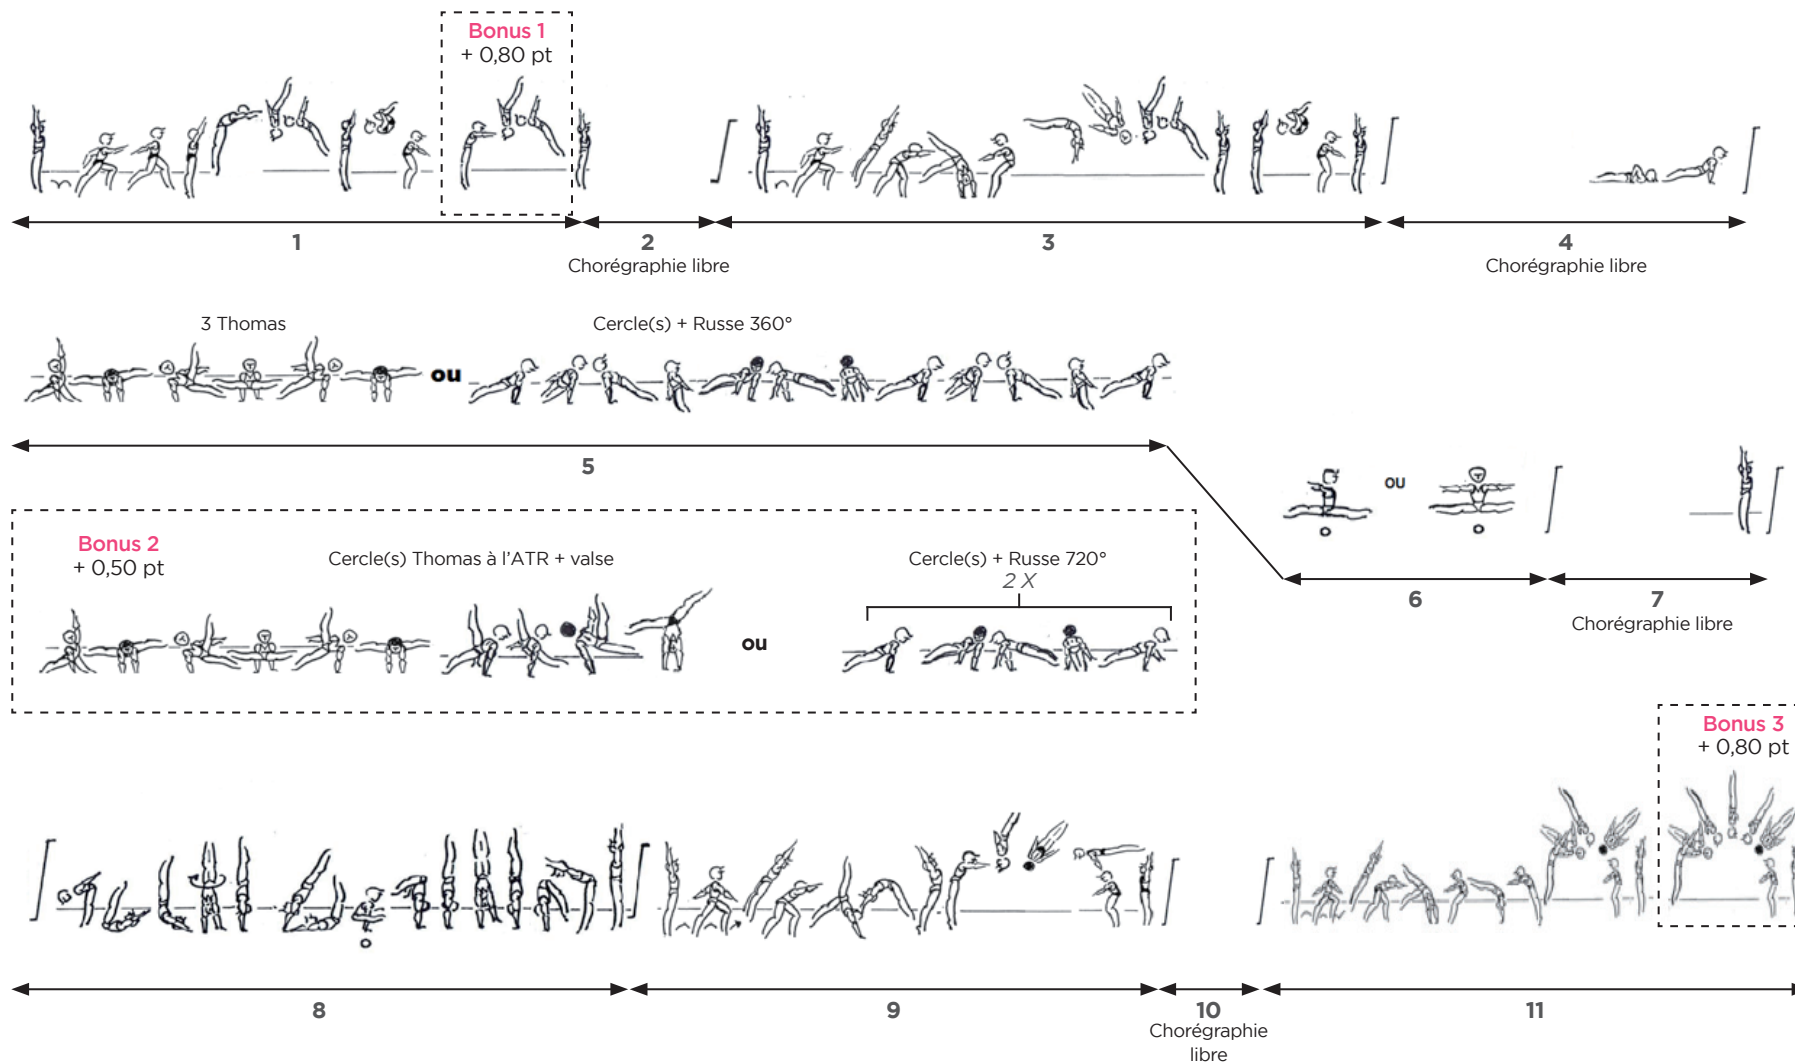 Bonus 1
+ 0,80 pt
1
2
Chorégraphie libre
3
4
Chorégraphie libre
3 Thomas
ou
Cercle(s) + Russe 360°
5
OU
6
7
Chorégraphie libre
Bonus 2
+ 0,50 pt
Cercle(s) Thomas à l'ATR + valse
ou
Cercle(s) + Russe 720°
2 X
Bonus 3
+ 0,80 pt
8
9
10
Chorégraphie
libre
11